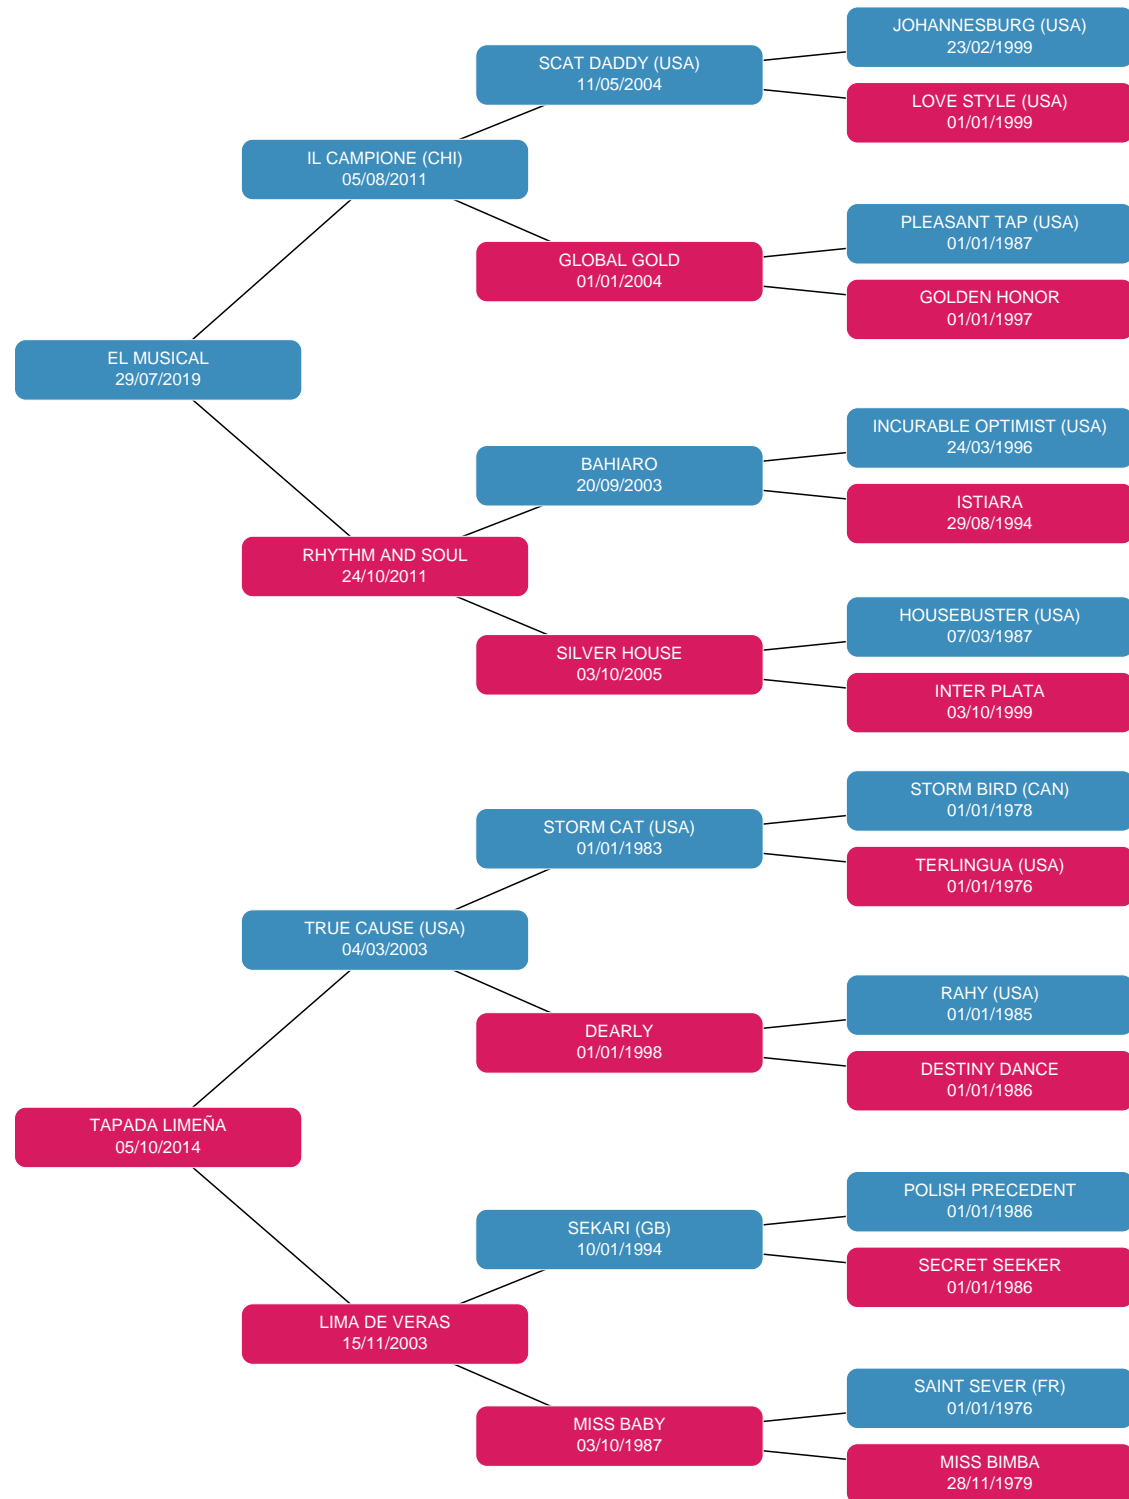 JOHANNESBURG (USA)
23/02/1999
SCAT DADDY (USA)
11/05/2004
LOVE STYLE (USA)
01/01/1999
IL CAMPIONE (CHI)
05/08/2011
PLEASANT TAP (USA)
01/01/1987
GLOBAL GOLD
01/01/2004
GOLDEN HONOR
01/01/1997
EL MUSICAL
29/07/2019
INCURABLE OPTIMIST (USA)
24/03/1996
BAHIARO
20/09/2003
ISTIARA
29/08/1994
RHYTHM AND SOUL
24/10/2011
HOUSEBUSTER (USA)
07/03/1987
SILVER HOUSE
03/10/2005
INTER PLATA
03/10/1999
STORM BIRD (CAN)
01/01/1978
STORM CAT (USA)
01/01/1983
TERLINGUA (USA)
01/01/1976
TRUE CAUSE (USA)
04/03/2003
RAHY (USA)
01/01/1985
DEARLY
01/01/1998
DESTINY DANCE
01/01/1986
TAPADA LIMEÑA
05/10/2014
POLISH PRECEDENT
01/01/1986
SEKARI (GB)
10/01/1994
SECRET SEEKER
01/01/1986
LIMA DE VERAS
15/11/2003
SAINT SEVER (FR)
01/01/1976
MISS BABY
03/10/1987
MISS BIMBA
28/11/1979